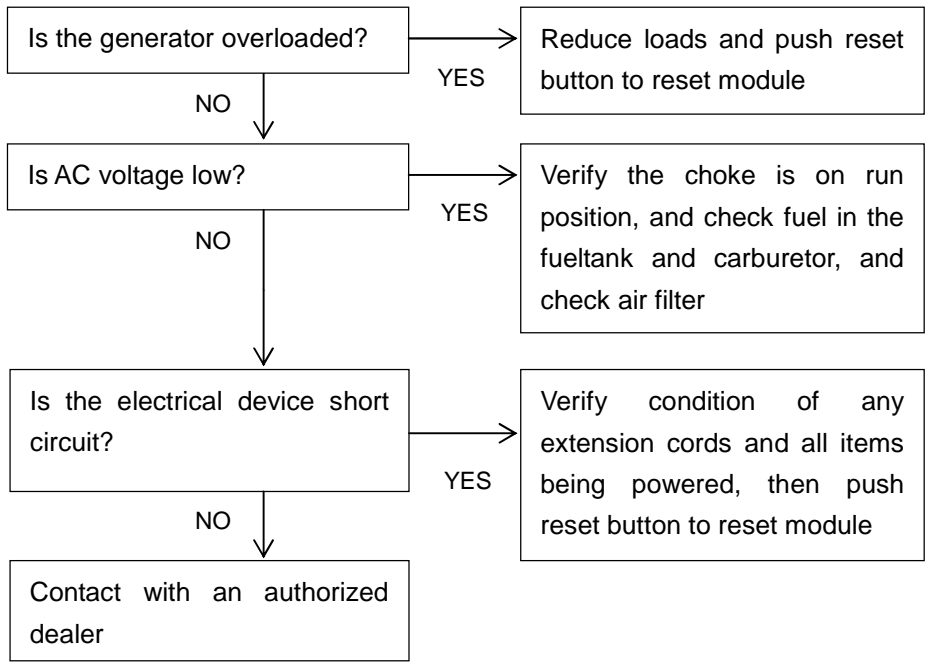 Is the generator overloaded?
YES
Reduce loads and push reset
button to reset module
NO
Is AC voltage low?
YES
Verify the choke is on run
position, and check fuel in the
fueltank and carburetor, and
check air filter
NO
Is the electrical device short
circuit?
YES
Verify condition of any
extension cords and all items
being powered, then push
reset button to reset module
NO
Contact with an authorized
dealer